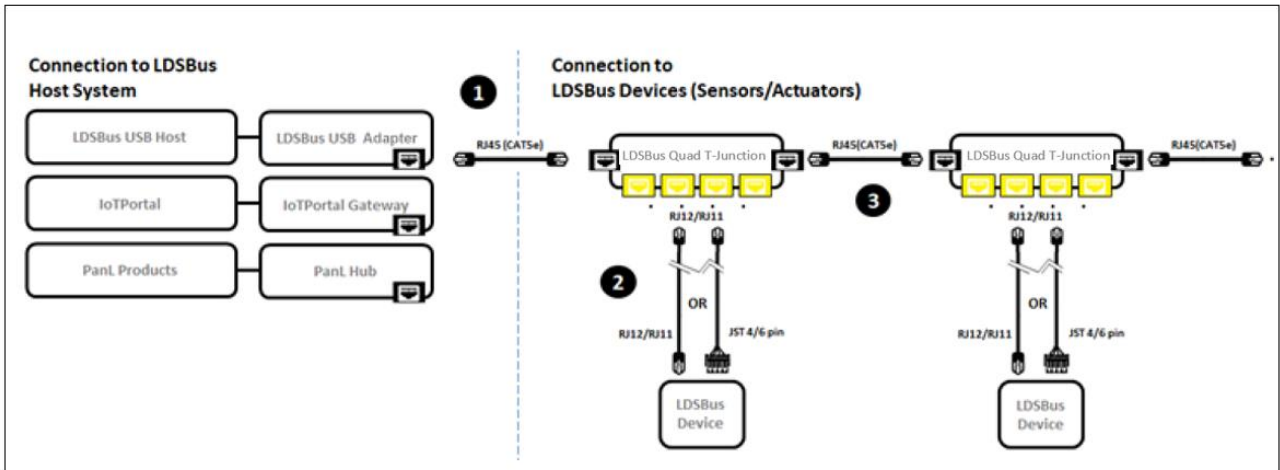 Connection to LDSBus
Host System
LDSBus USB Host
LDSBus USB Adapter
IoTPortal
IoTPortal Gateway
PanL Products
PanL Hub
1
RJ45 (CAT5e)
Connection to
LDSBus Devices (Sensors/Actuators)
LDSBus Quad T-Junction
RJ45(CAT5e)
LDSBus Quad T-Junction
RJ45(CAT5e)
3
RJ12/RJ11
RJ12/RJ11
2
OR
OR
RJ12/RJ11
JST 4/6 pin
RJ12/RJ11
JST 4/6 pin
LDSBus
Device
LDSBus
Device